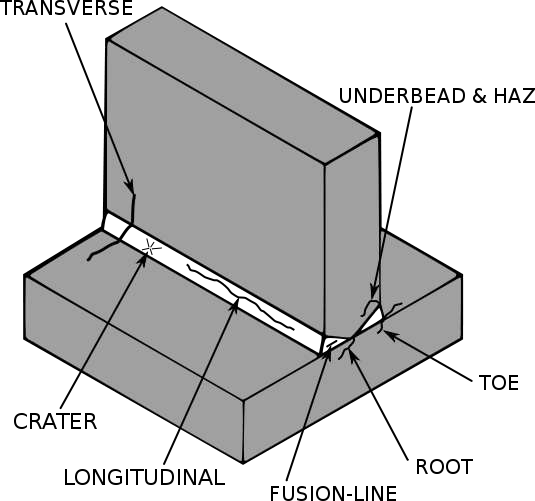 TRANSVERSE
UNDERBEAD & HAZ
TOE
CRATER
ROOT
LONGITUDINAL
FUSION-LINE